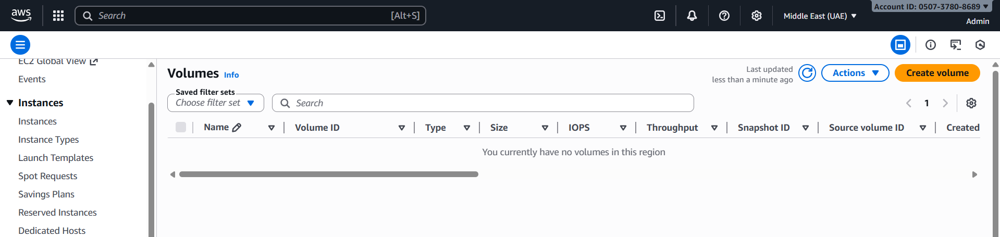 aws
Search [Alt+S]
Middle East (UAE)
Account ID: 0507-3780-8689
Admin
EC2 Global View
Events
Instances
Instances
Instance Types
Launch Templates
Spot Requests
Savings Plans
Reserved Instances
Dedicated Hosts
Volumes Info
Last updated
less than a minute ago
Actions
Create volume
Saved filter sets
Choose filter set
Search
1
Name Volume ID Type Size IOPS Throughput Snapshot ID Source volume ID Created
You currently have no volumes in this region